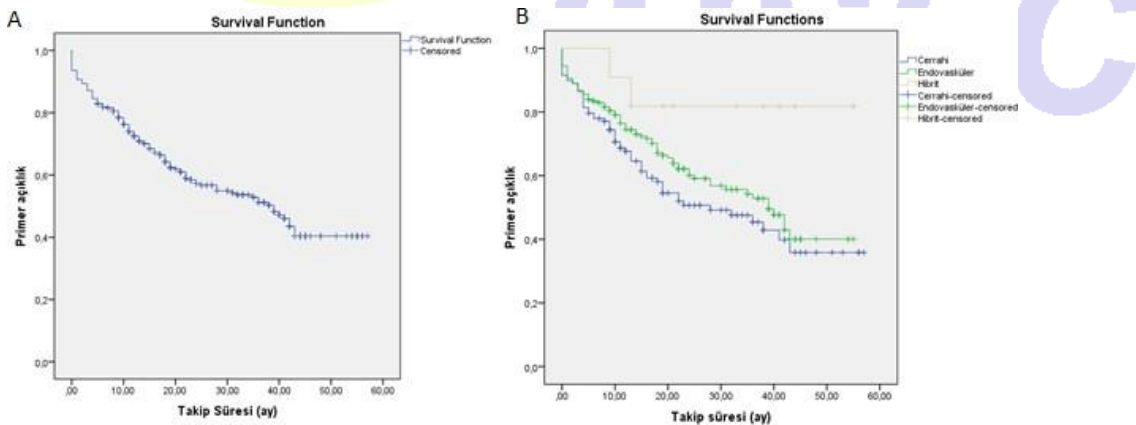 A
Survival Function
Survival Function
Censored
Primer açıklık
1,0
0,8
0,6
0,4
0,2
0,0
,00
10,00
20,00
30,00
40,00
50,00
60,00
Takip Süresi (ay)
B
Survival Functions
Cerrahi
Endovasküler
Hibrit
Cerrahi-censored
Endovasküler-censored
Hibrit-censored
Primer açıklık
1,0
0,8
0,6
0,4
0,2
0,0
,00
10,00
20,00
30,00
40,00
50,00
60,00
Takip süresi (ay)